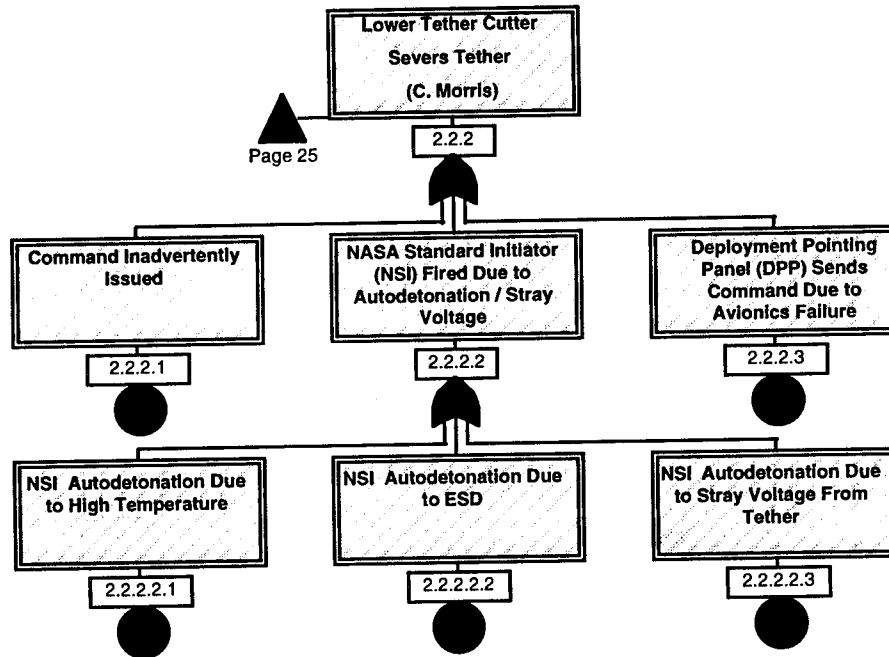 Lower Tether Cutter
Severs Tether
(C. Morris)
Page 25
2.2.2
Command Inadvertently
Issued
2.2.2.1
NASA Standard Initiator
(NSI) Fired Due to
Autodetonation / Stray
Voltage
2.2.2.2
Deployment Pointing
Panel (DPP) Sends
Command Due to
Avionics Failure
2.2.2.3
NSI Autodetonation Due
to High Temperature
2.2.2.2.1
NSI Autodetonation Due
to ESD
2.2.2.2.2
NSI Autodetonation Due
to Stray Voltage From
Tether
2.2.2.2.3